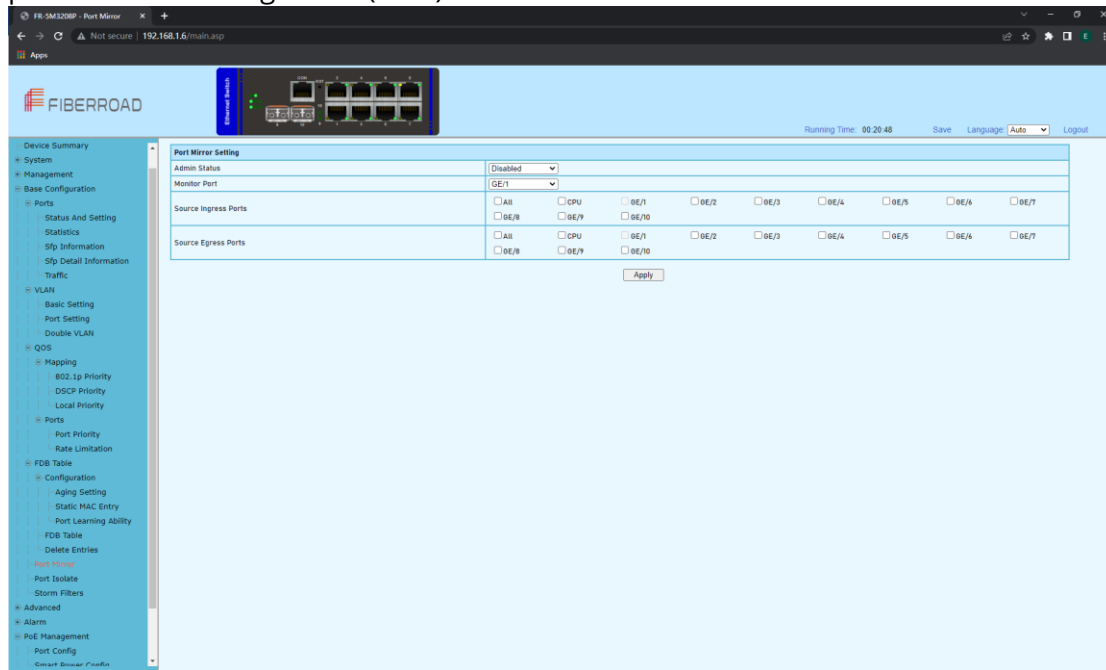 FR-5M3208P - Port Mirror
Not secure | 192.168.1.6/main.asp
E
Apps
FIBERROAD
Ethernet Switch
Running Time: 00:20:48 Save Language: Auto Logout
Device Summary
System
Management
Base Configuration
Ports
Status And Setting
Statistics
Sfp Information
Sfp Detail Information
Traffic
VLAN
Basic Setting
Port Setting
Double VLAN
QOS
Mapping
802.1p Priority
DSCP Priority
Local Priority
Ports
Port Priority
Rate Limitation
FDB Table
Configuration
Aging Setting
Static MAC Entry
Port Learning Ability
FDB Table
Delete Entries
Port Mirror
Port Isolate
Storm Filters
Advanced
Alarm
PoE Management
Port Config
Smart Power Config
Port Mirror Setting
Admin Status Disabled
Monitor Port GE/1
Source Ingress Ports
All CPU GE/1 GE/2 GE/3 GE/4 GE/5 GE/6 GE/7
GE/8 GE/9 GE/10
Source Egress Ports
All CPU GE/1 GE/2 GE/3 GE/4 GE/5 GE/6 GE/7
GE/8 GE/9 GE/10
Apply